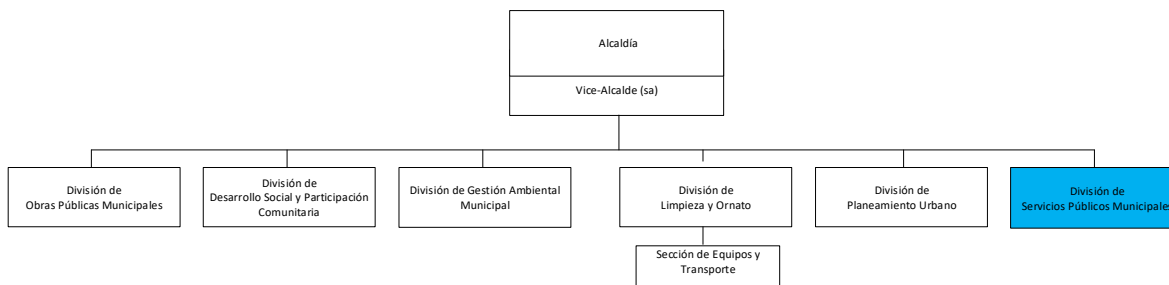 Alcaldía
Vice-Alcalde (sa)
División de
Obras Públicas Municipales
División de
Desarrollo Social y Participación
Comunitaria
División de Gestión Ambiental
Municipal
División de
Limpieza y Ornato
División de
Planeamiento Urbano
División de
Servicios Públicos Municipales
Sección de Equipos y
Transporte